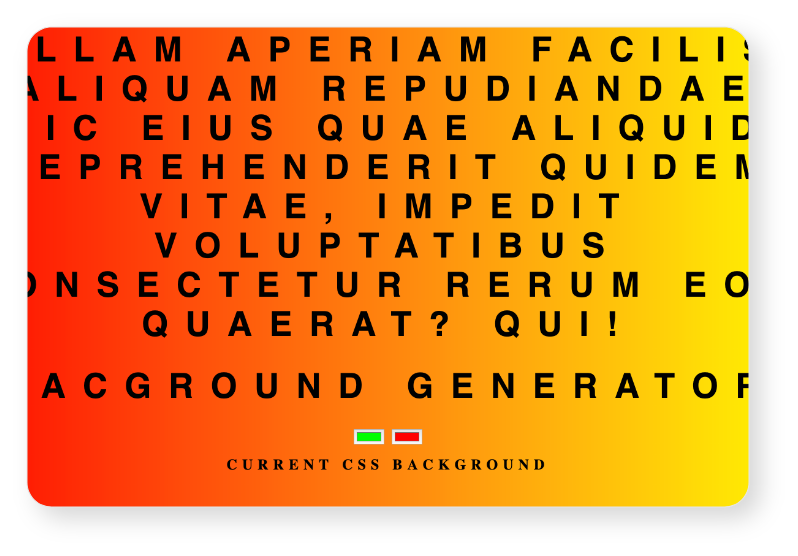 LLAM APERIAM FACILIS
ALIQUAM REPUDIANDAE
IC EIUS QUAE ALIQUID
EPREHENDERIT QUIDEM
VITAE, IMPEDIT
VOLUPTATIBUS
ONSECTETUR RERUM EO
QUAERAT? QUI!
ACGROUND GENERATOR
CURRENT CSS BACKGROUND